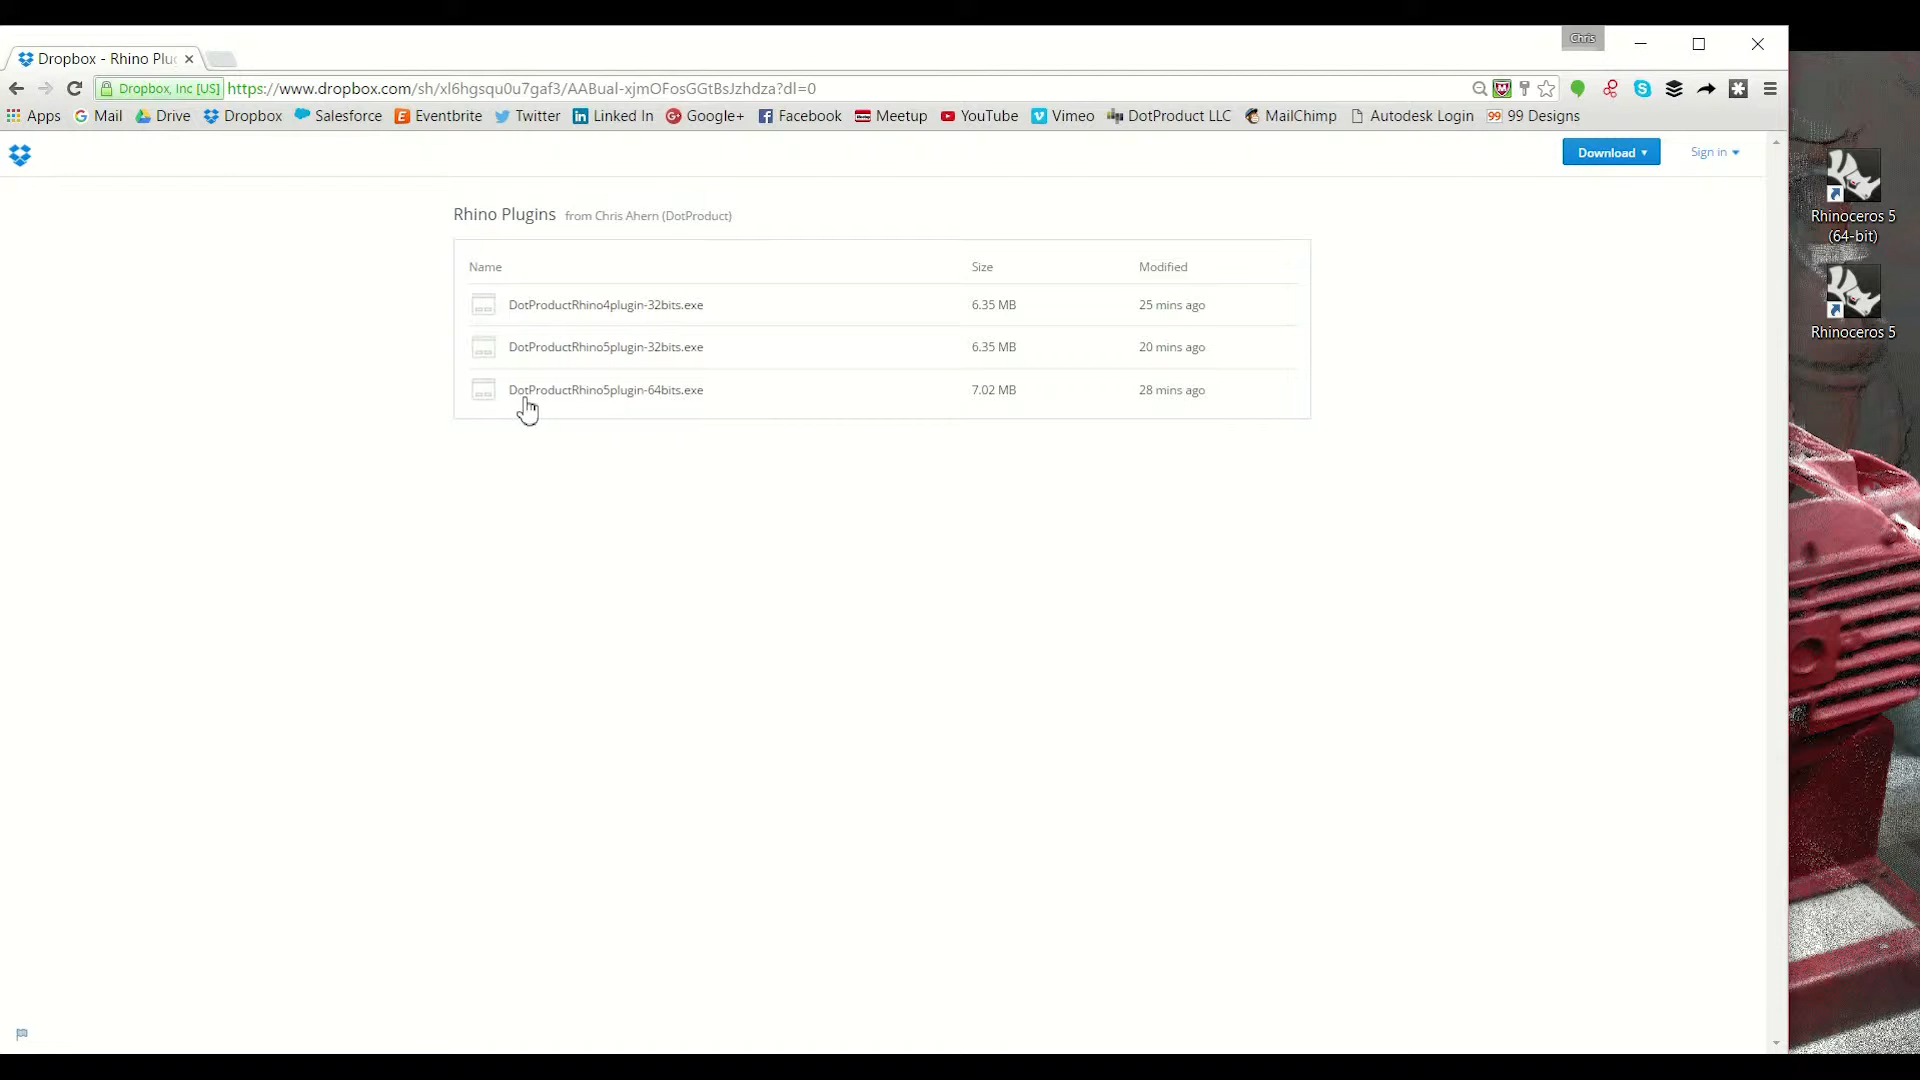 Chris
Dropbox - Rhino Plu
Dropbox, Inc [US] https://www.dropbox.com/sh/xl6hgsqu0u7gaf3/AABual-xjmOFosGGtBsJzhdza?dl=0
Apps Mail Drive Dropbox Salesforce Eventbrite Twitter Linked In Google+ Facebook Meetup YouTube Vimeo DotProduct LLC MailChimp Autodesk Login 99 99 Designs
Download Sign in
Rhino Plugins from Chris Ahern (DotProduct)
Name Size Modified
DotProductRhino4plugin-32bits.exe 6.35 MB 25 mins ago
DotProductRhino5plugin-32bits.exe 6.35 MB 20 mins ago
DotProductRhino5plugin-64bits.exe 7.02 MB 28 mins ago
Rhinoceros 5
(64-bit)
Rhinoceros 5